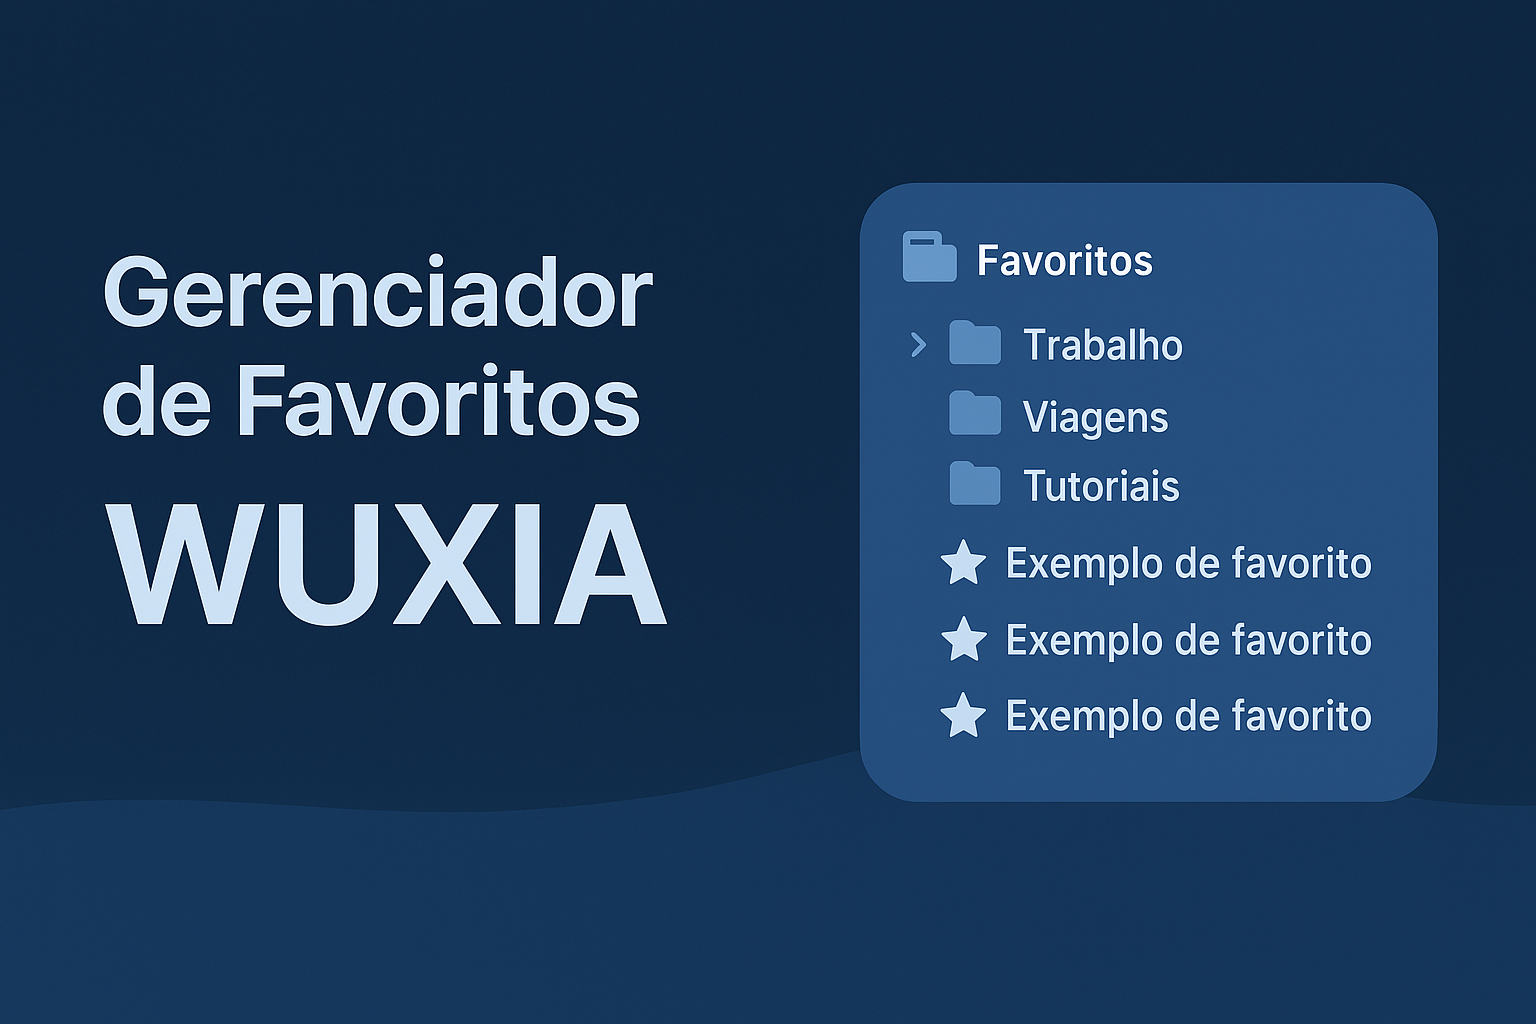 Gerenciador
de Favoritos
WUXIA
Favoritos
Trabalho
Viagens
Tutoriais
Exemplo de favorito
Exemplo de favorito
Exemplo de favorito